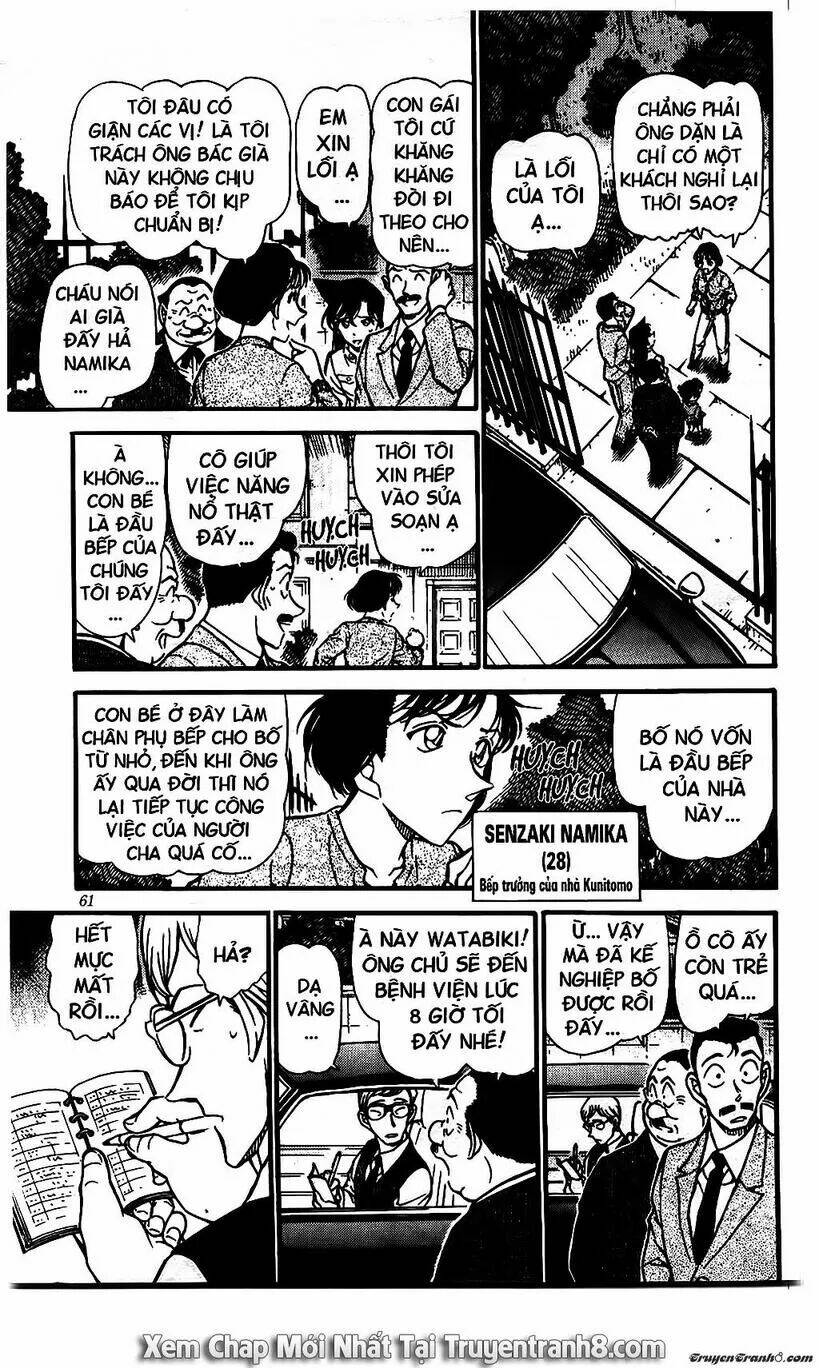 CHẲNG PHẢI
ÔNG DẶN LÀ
CHỈ CÓ MỘT
KHÁCH NGHỈ LẠI
THÔI SAO?
LÀ LỖI
CỦA TÔI
Ạ...
CON GÁI
TÔI CỨ
KHĂNG
KHĂNG
ĐÒI ĐI
THEO CHO
NÊN...
EM
XIN
LỖI Ạ
...
TÔI ĐÂU CÓ
GIẬN CÁC VỊ! LÀ TÔI
TRÁCH ÔNG BÁC GIÀ
NÀY KHÔNG CHỊU
BÁO ĐỂ TÔI KỊP
CHUẨN BỊ!
CHÁU NÓI
AI GIÀ
ĐẤY HẢ
NAMIKA
...
THÔI TÔI
XIN PHÉP
VÀO SỬA
SOẠN Ạ
...
HUỴCH
HUỴCH
CÔ GIÚP
VIỆC NĂNG
NỔ THẬT
ĐẤY...
À
KHÔNG...
CON BÉ
LÀ ĐẦU
BẾP CỦA
CHÚNG
TÔI ĐẤY
...
BỐ NÓ VỐN
LÀ ĐẦU BẾP
CỦA NHÀ
NÀY...
HUỴCH
HUỴCH
SENZAKI NAMIKA
(28)
Bếp trưởng của nhà Kunitomo
CON BÉ Ở ĐÂY LÀM
CHÂN PHỤ BẾP CHO BỐ
TỪ NHỎ, ĐẾN KHI ÔNG
ẤY QUA ĐỜI THÌ NÓ
LẠI TIẾP TỤC CÔNG
VIỆC CỦA NGƯỜI
CHA QUÁ CỐ...
61
Ồ CÔ ẤY
CÒN TRẺ
QUÁ...
Ừ... VẬY
MÀ ĐÃ KẾ
NGHIỆP BỐ
ĐƯỢC RỒI
ĐẤY...
À NÀY WATABIKI!
ÔNG CHỦ SẼ ĐẾN
BỆNH VIỆN LÚC
8 GIỜ TỐI
ĐẤY NHÉ!
DẠ
VÂNG
...
HẢ?
HẾT
MỰC
MẤT
RỒI...
Xem Chap Mới Nhất Tại Truyentranh8.com
TruyenTranh8.com